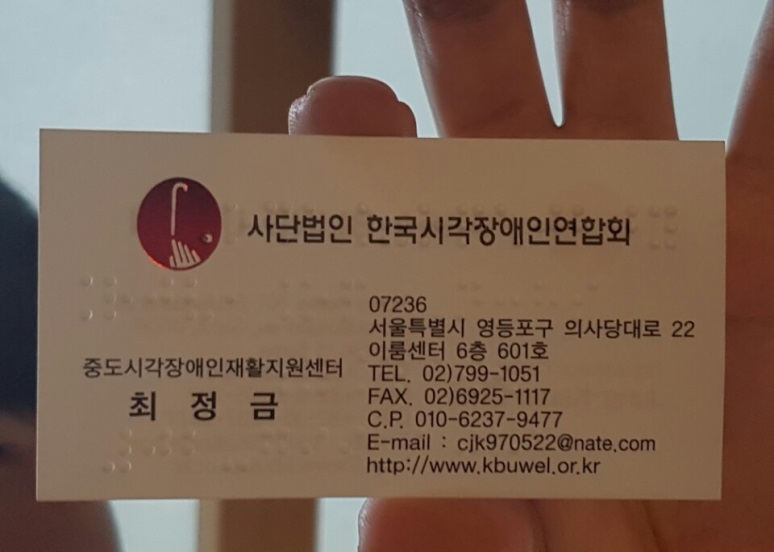 사단법인 한국시각장애인연합회
중도시각장애인재활지원센터
최 정 금
07236
서울특별시 영등포구 의사당대로 22
이룸센터 6층 601호
TEL. 02)799-1051
FAX. 02)6925-1117
C.P. 010-6237-9477
E-mail : cjk970522@nate.com
http://www.kbuwel.or.kr